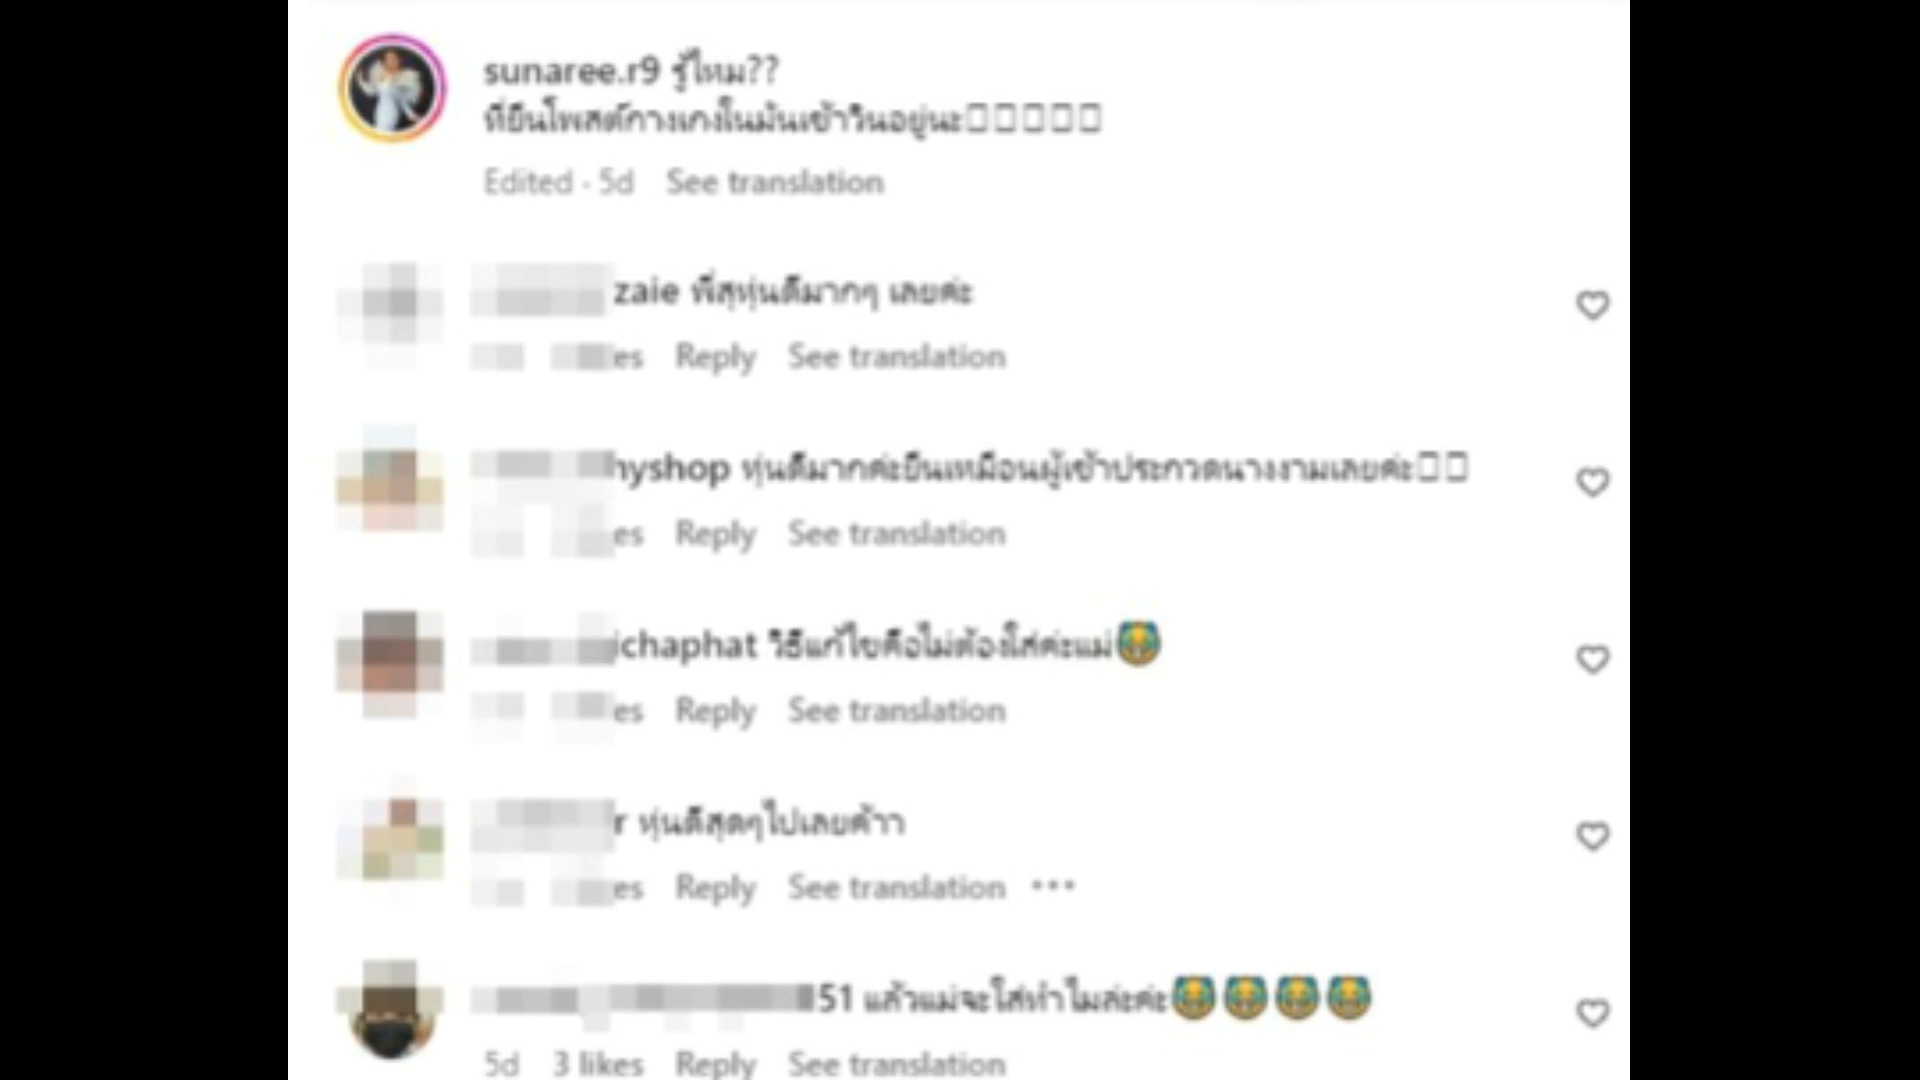 sunaree.r9 รู้ไหม??
ที่ยืนโพสต์กางเกงในมันเข้าวินอยู่นะ
Edited · 5d See translation
zaie พี่สุหุ่นดีมากๆ เลยค่ะ
es Reply See translation
hyshop หุ่นดีมากค่ะยืนเหมือนผู้เข้าประกวดนางงามเลยค่ะ
es Reply See translation
ichaphat วิธีแก้ไขคือไม่ต้องใส่ค่ะแม่😂
es Reply See translation
r หุ่นดีสุดๆไปเลยค้าา
es Reply See translation •••
51 แล้วแม่จะใส่ทำไมล่ะค่ะ😂😂😂😂
5d 3 likes Reply See translation